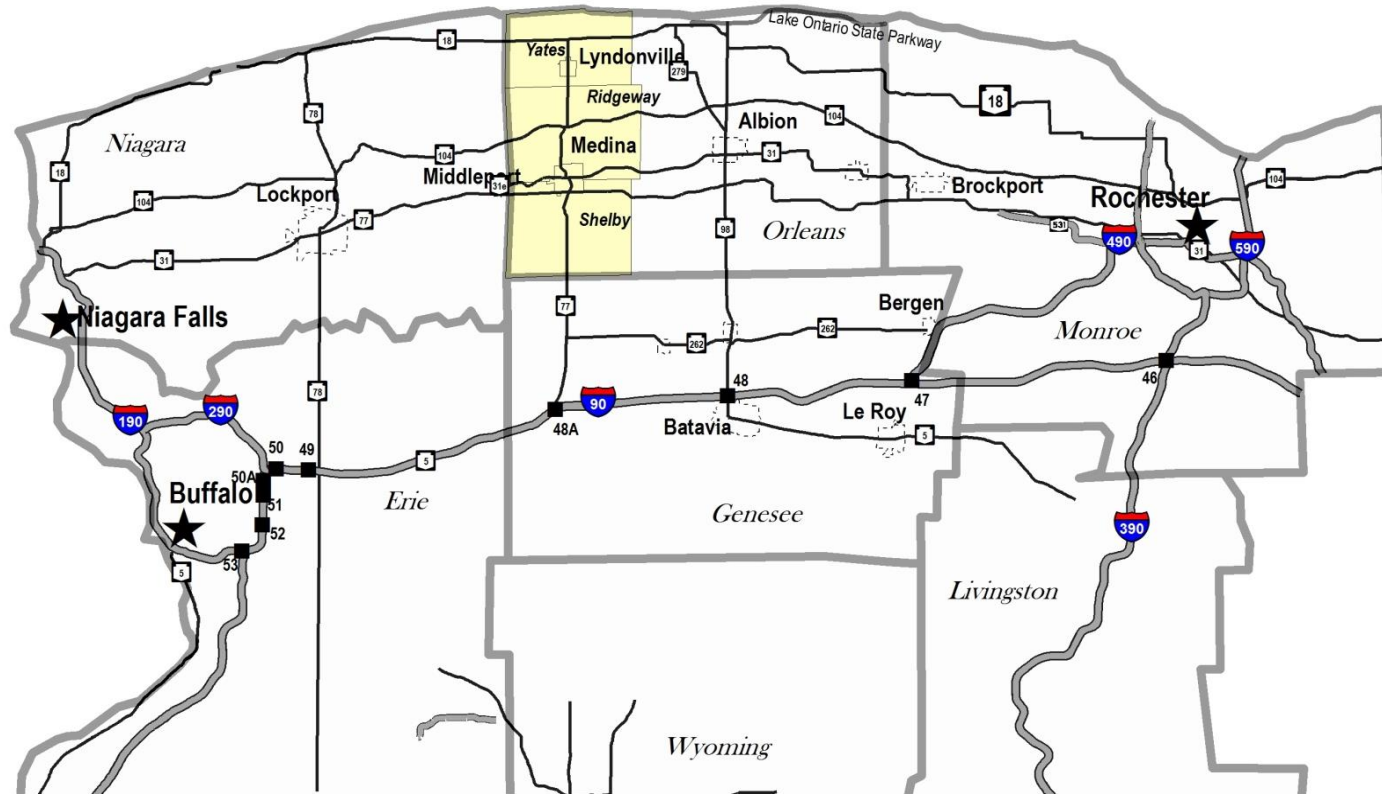 Lake Ontario State Parkway
18
Yates
Lyndonville
279
78
Ridgeway
18
104
Niagara
104
Albion
104
Medina
31
18
Middleport
31e
Brockport
104
Lockport
77
Shelby
98
Orleans
Rochester
104
531
490
31
590
31
Niagara Falls
77
Bergen
262
262
Monroe
78
48
46
190
290
90
47
48A
Batavia
Le Roy
5
50
49
5
50A
Buffalo
51
Erie
Genesee
52
390
53
5
Livingston
Wyoming